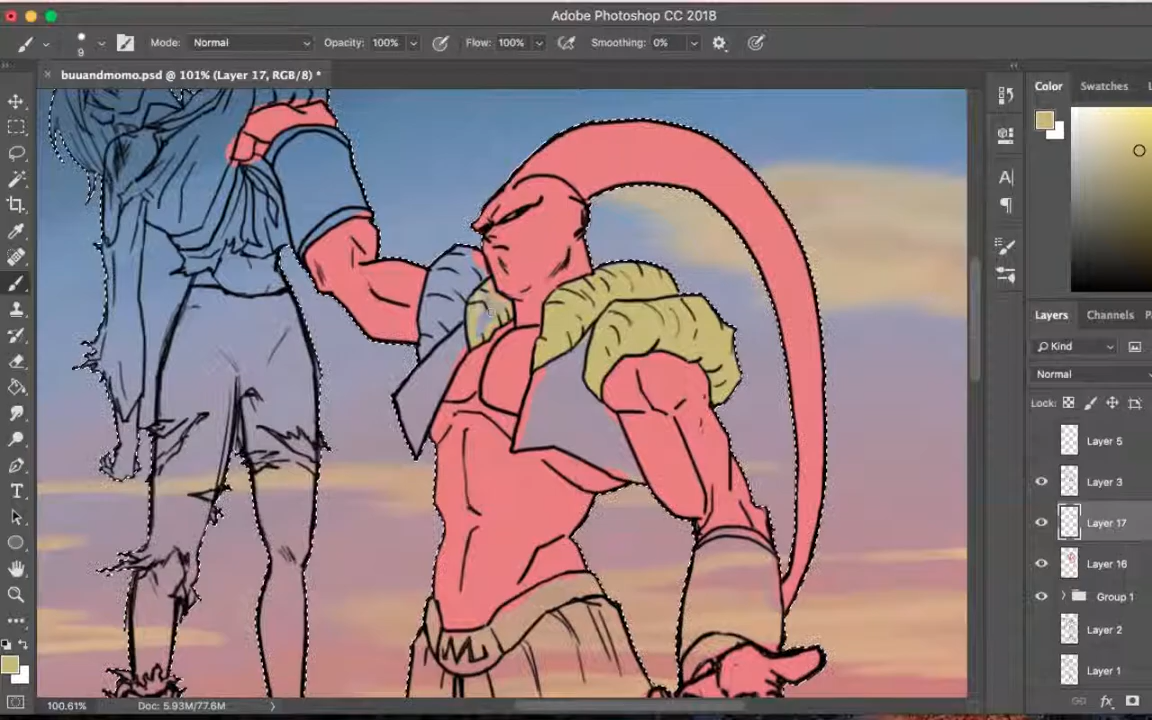 Adobe Photoshop CC 2018
9 Mode: Normal Opacity: 100% Flow: 100% Smoothing: 0%
buuandmomo.psd @ 101% (Layer 17, RGB/8) *
Color Swatches L
Layers Channels
Kind
Normal
Lock:
Layer 5
Layer 3
Layer 17
Layer 16
Group 1
Layer 2
Layer 1
fx
100.61% Doc: 5.93M/77.6M